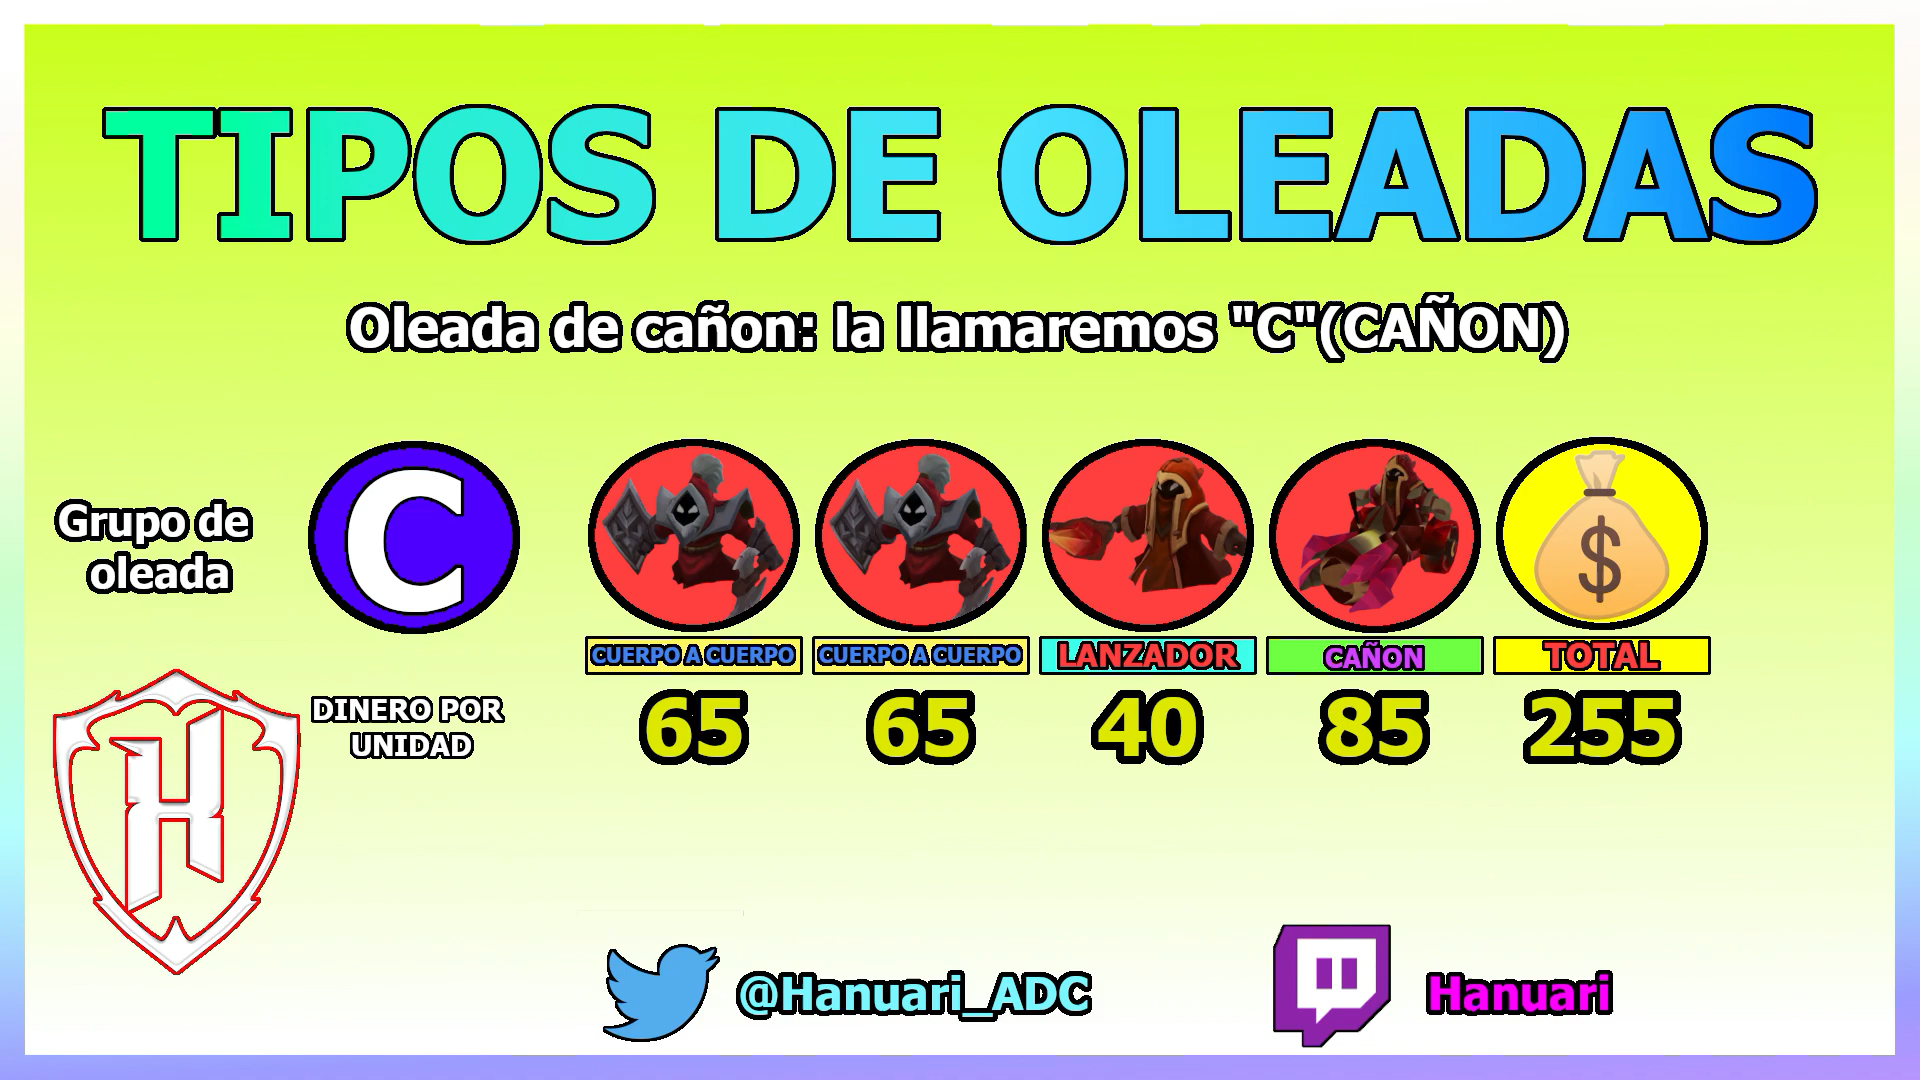 TIPOS DE OLEADAS
Oleada de cañon: la llamaremos "C"(CAÑON)
Grupo de
oleada
C
CUERPO A CUERPO
CUERPO A CUERPO
LANZADOR
CAÑON
$
TOTAL
DINERO POR
UNIDAD
65
65
40
85
255
H
@Hanuari_ADC
Hanuari